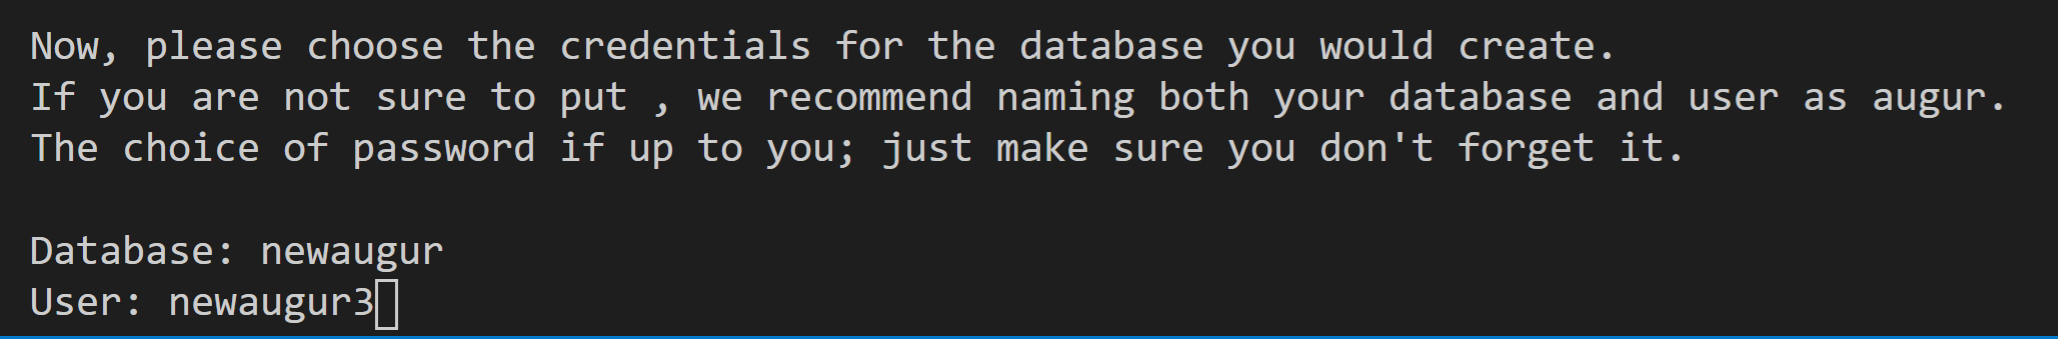 Now, please choose the credentials for the database you would create.
If you are not sure to put , we recommend naming both your database and user as augur.
The choice of password if up to you; just make sure you don't forget it.
Database: newaugur
User: newaugur3